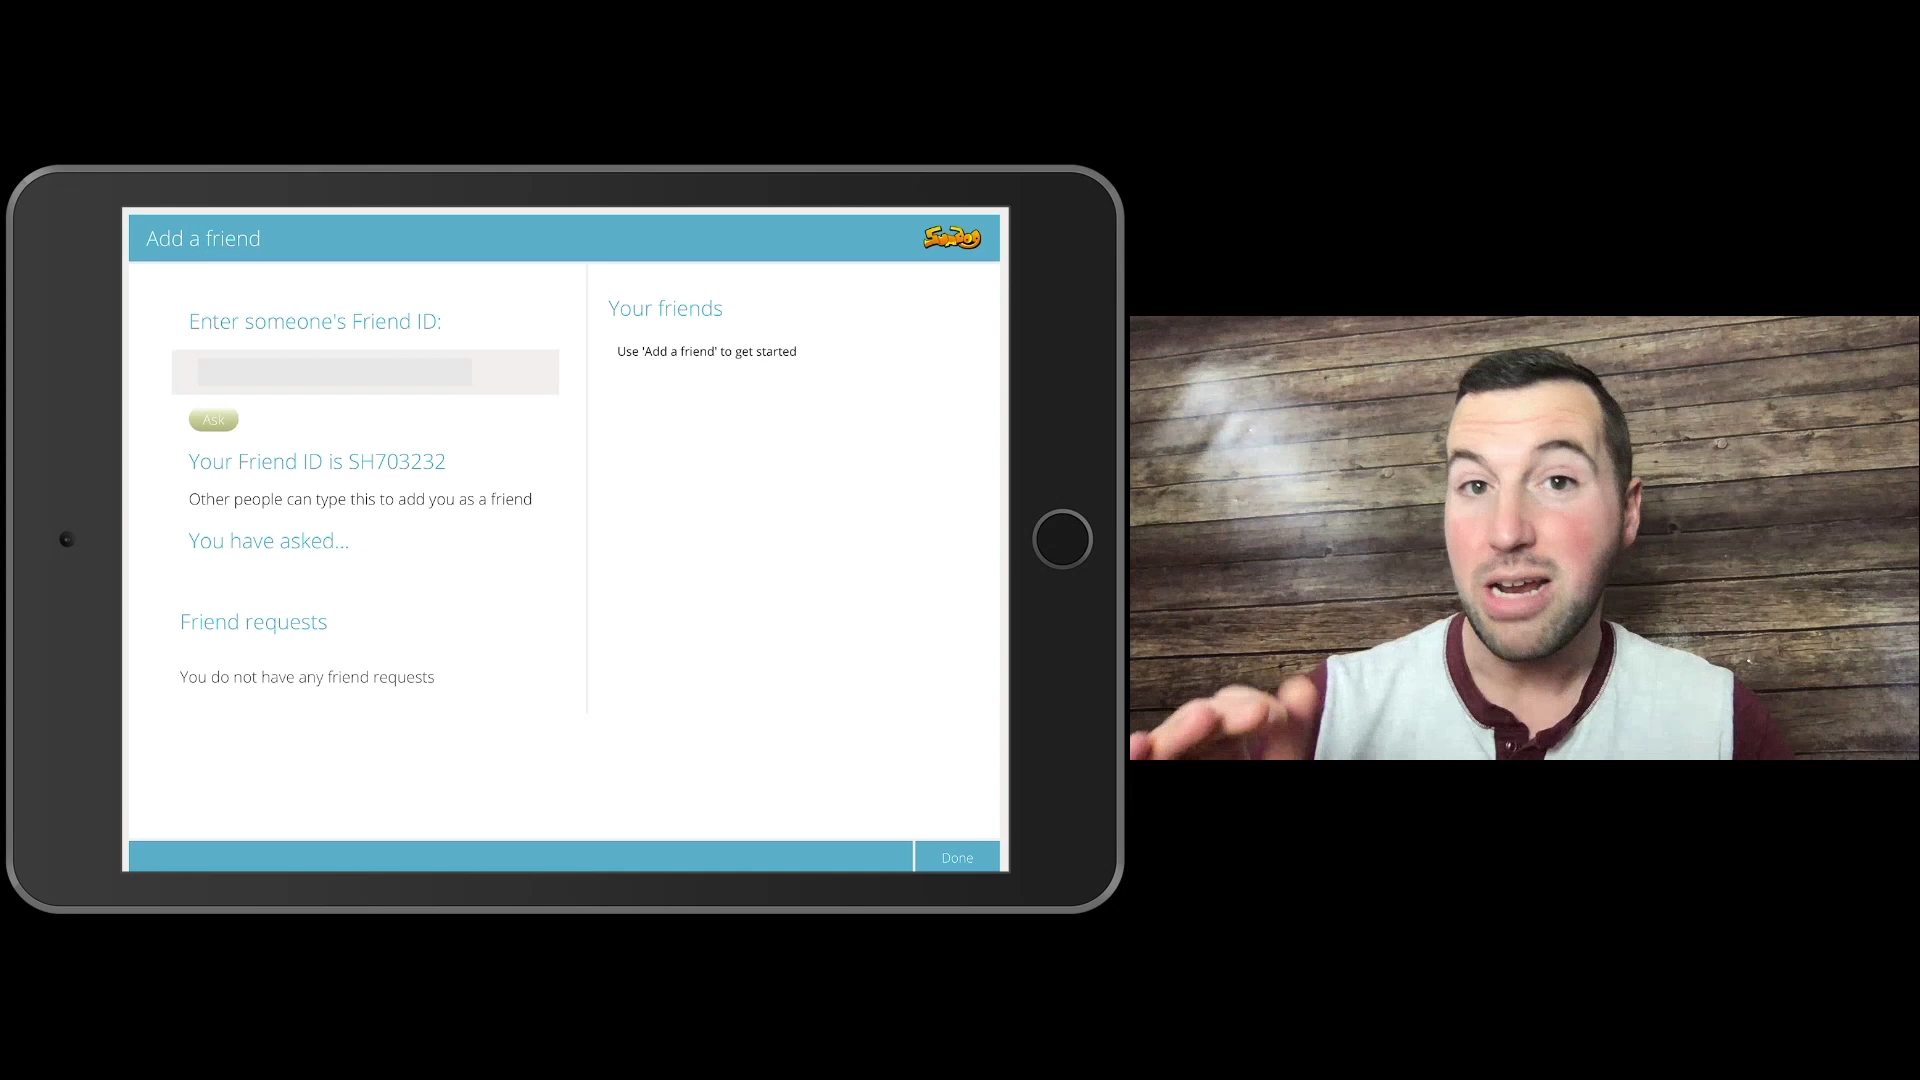 Add a friend
Sumdog
Enter someone's Friend ID:
Ask
Your Friend ID is SH703232
Other people can type this to add you as a friend
You have asked...
Friend requests
You do not have any friend requests
Your friends
Use 'Add a friend' to get started
Done